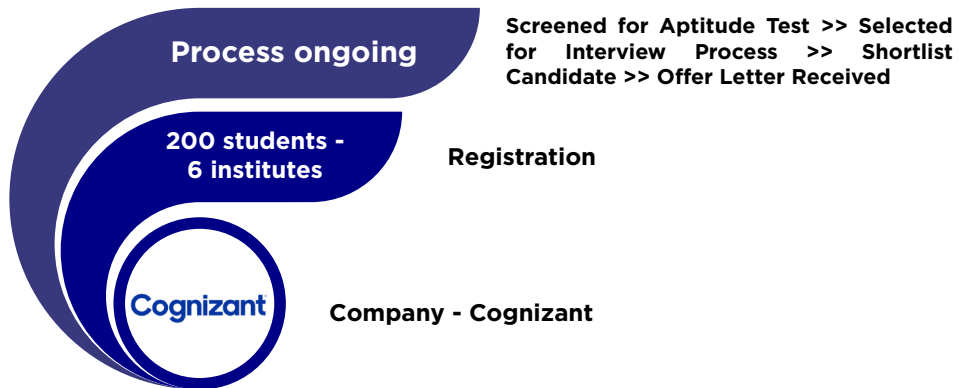 Process ongoing
Screened for Aptitude Test >> Selected
for Interview Process >> Shortlist
Candidate >> Offer Letter Received
200 students -
6 institutes
Registration
Cognizant
Company - Cognizant